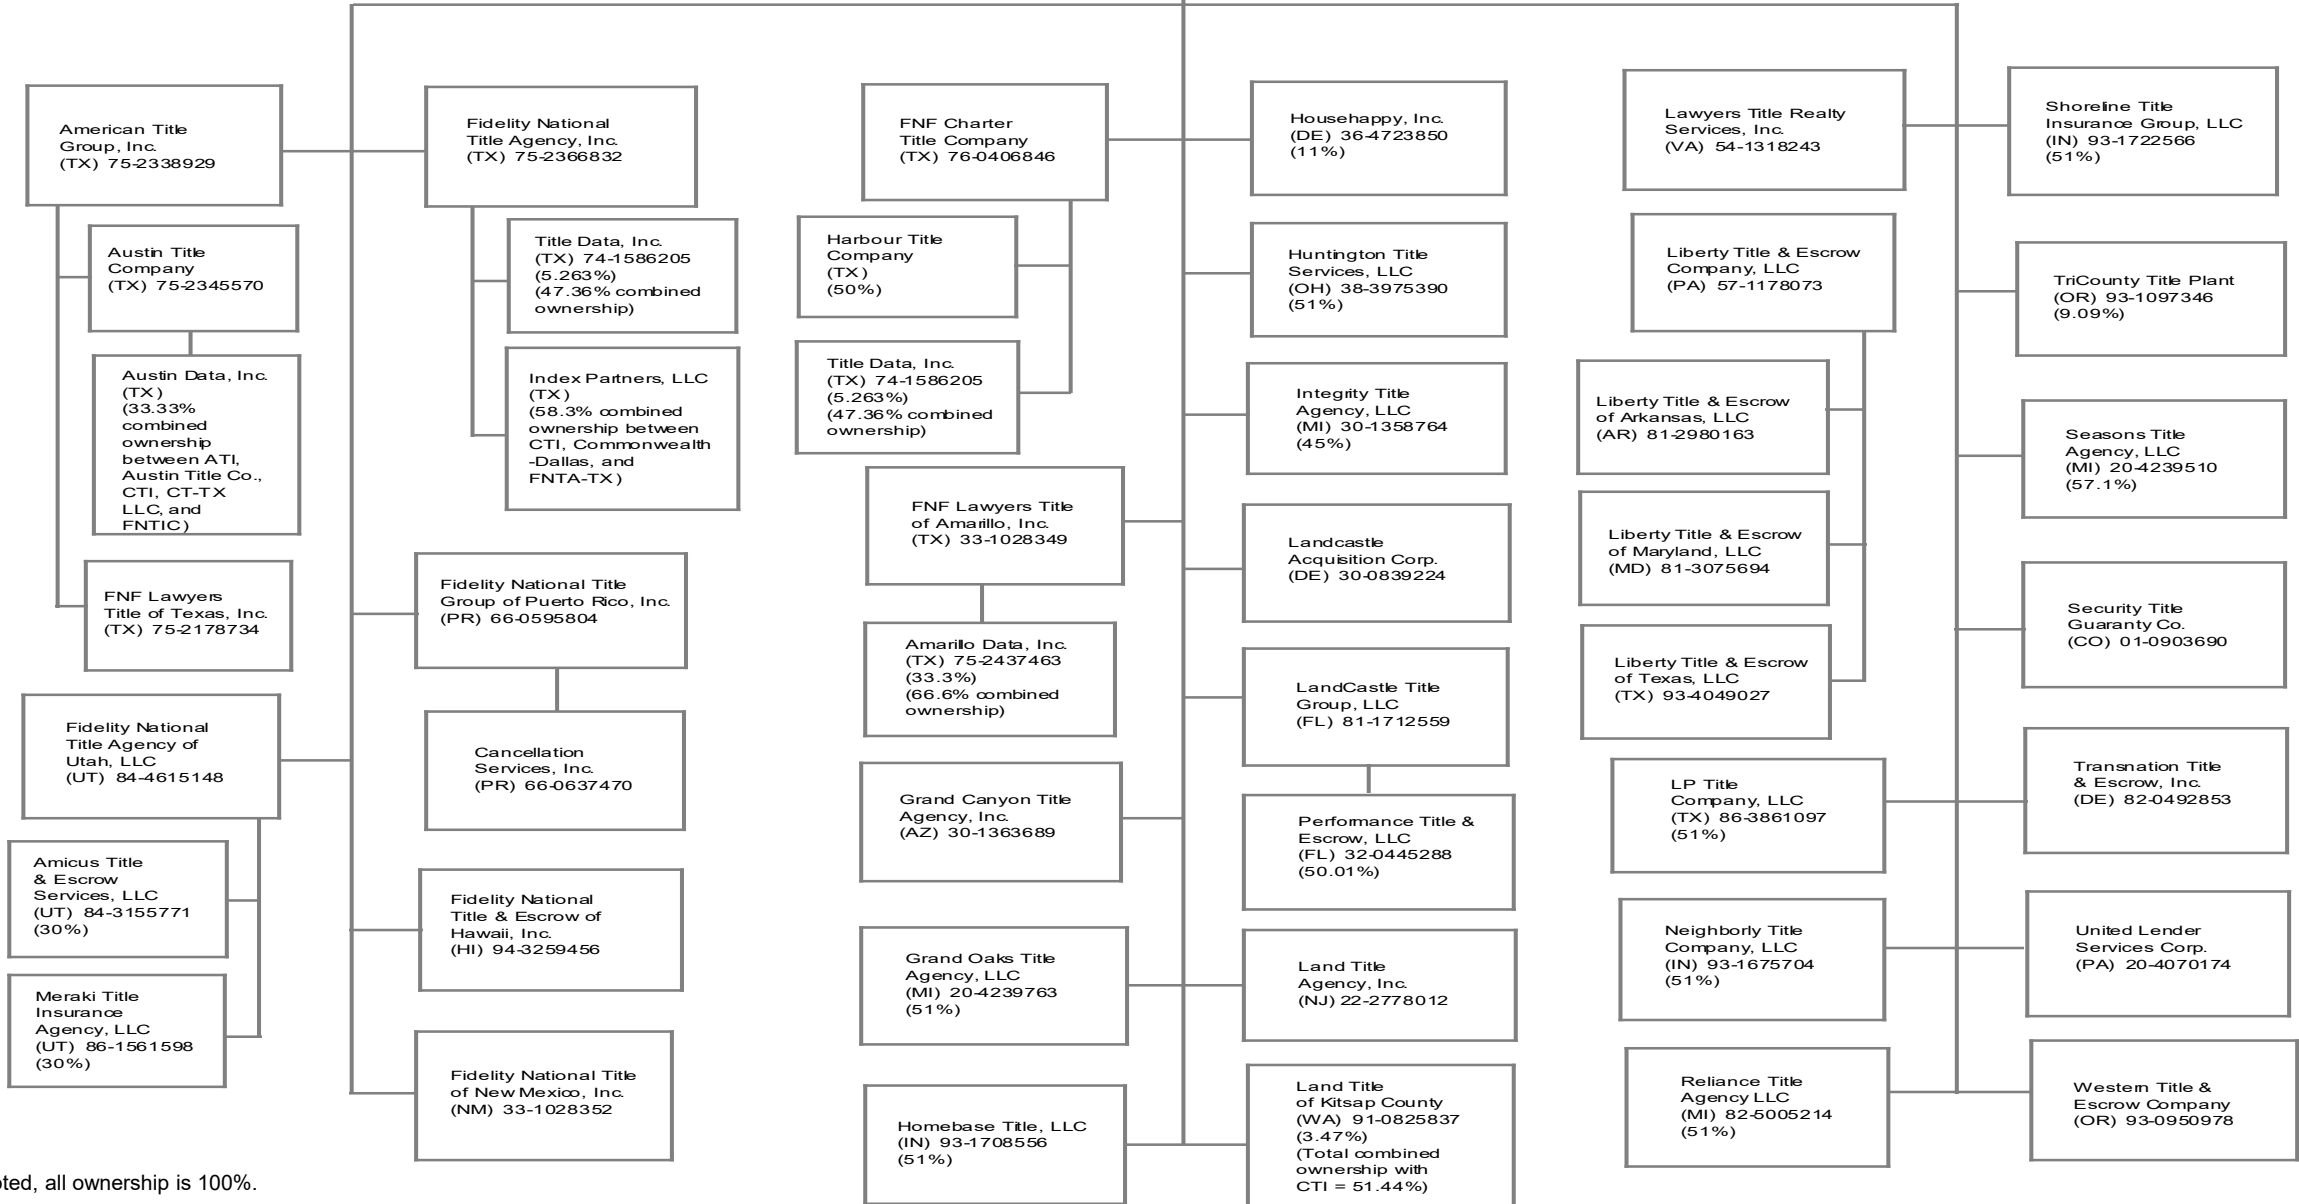 American Title
Group, Inc.
(TX) 75-2338929
Austin Title
Company
(TX) 75-2345570
Austin Data, Inc.
(TX)
(33.33%
combined
ownership
between ATI,
Austin Title Co.,
CTI, CT-TX
LLC, and
FNTIC)
FNF Lawyers
Title of Texas, Inc.
(TX) 75-2178734
Fidelity National
Title Agency of
Utah, LLC
(UT) 84-4615148
Amicus Title
& Escrow
Services, LLC
(UT) 84-3155771
(30%)
Meraki Title
Insurance
Agency, LLC
(UT) 86-1561598
(30%)
Fidelity National
Title Agency, Inc.
(TX) 75-2366832
Title Data, Inc.
(TX) 74-1586205
(5.263%)
(47.36% combined
ownership)
Index Partners, LLC
(TX)
(58.3% combined
ownership between
CTI, Commonwealth
-Dallas, and
FNTA-TX)
Fidelity National Title
Group of Puerto Rico, Inc.
(PR) 66-0595804
Cancellation
Services, Inc.
(PR) 66-0637470
Fidelity National
Title & Escrow of
Hawaii, Inc.
(HI) 94-3259456
Fidelity National Title
of New Mexico, Inc.
(NM) 33-1028352
FNF Charter
Title Company
(TX) 76-0406846
Harbour Title
Company
(TX)
(50%)
Title Data, Inc.
(TX) 74-1586205
(5.263%)
(47.36% combined
ownership)
FNF Lawyers Title
of Amarillo, Inc.
(TX) 33-1028349
Amarillo Data, Inc.
(TX) 75-2437463
(33.3%)
(66.6% combined
ownership)
Grand Canyon Title
Agency, Inc.
(AZ) 30-1363689
Grand Oaks Title
Agency, LLC
(MI) 20-4239763
(51%)
Homebase Title, LLC
(IN) 93-1708556
(51%)
Househappy, Inc.
(DE) 36-4723850
(11%)
Huntington Title
Services, LLC
(OH) 38-3975390
(51%)
Integrity Title
Agency, LLC
(MI) 30-1358764
(45%)
Landcastle
Acquisition Corp.
(DE) 30-0839224
LandCastle Title
Group, LLC
(FL) 81-1712559
Performance Title &
Escrow, LLC
(FL) 32-0445288
(50.01%)
Land Title
Agency, Inc.
(NJ) 22-2778012
Land Title
of Kitsap County
(WA) 91-0825837
(3.47%)
(Total combined
ownership with
CTI = 51.44%)
Lawyers Title Realty
Services, Inc.
(VA) 54-1318243
Liberty Title & Escrow
Company, LLC
(PA) 57-1178073
Liberty Title & Escrow
of Arkansas, LLC
(AR) 81-2980163
Liberty Title & Escrow
of Maryland, LLC
(MD) 81-3075694
Liberty Title & Escrow
of Texas, LLC
(TX) 93-4049027
LP Title
Company, LLC
(TX) 86-3861097
(51%)
Neighborly Title
Company, LLC
(IN) 93-1675704
(51%)
Reliance Title
Agency LLC
(MI) 82-5005214
(51%)
Shoreline Title
Insurance Group, LLC
(IN) 93-1722566
(51%)
TriCounty Title Plant
(OR) 93-1097346
(9.09%)
Seasons Title
Agency, LLC
(MI) 20-4239510
(57.1%)
Security Title
Guaranty Co.
(CO) 01-0903690
Transnation Title
& Escrow, Inc.
(DE) 82-0492853
United Lender
Services Corp.
(PA) 20-4070174
Western Title &
Escrow Company
(OR) 93-0950978
oted, all ownership is 100%.